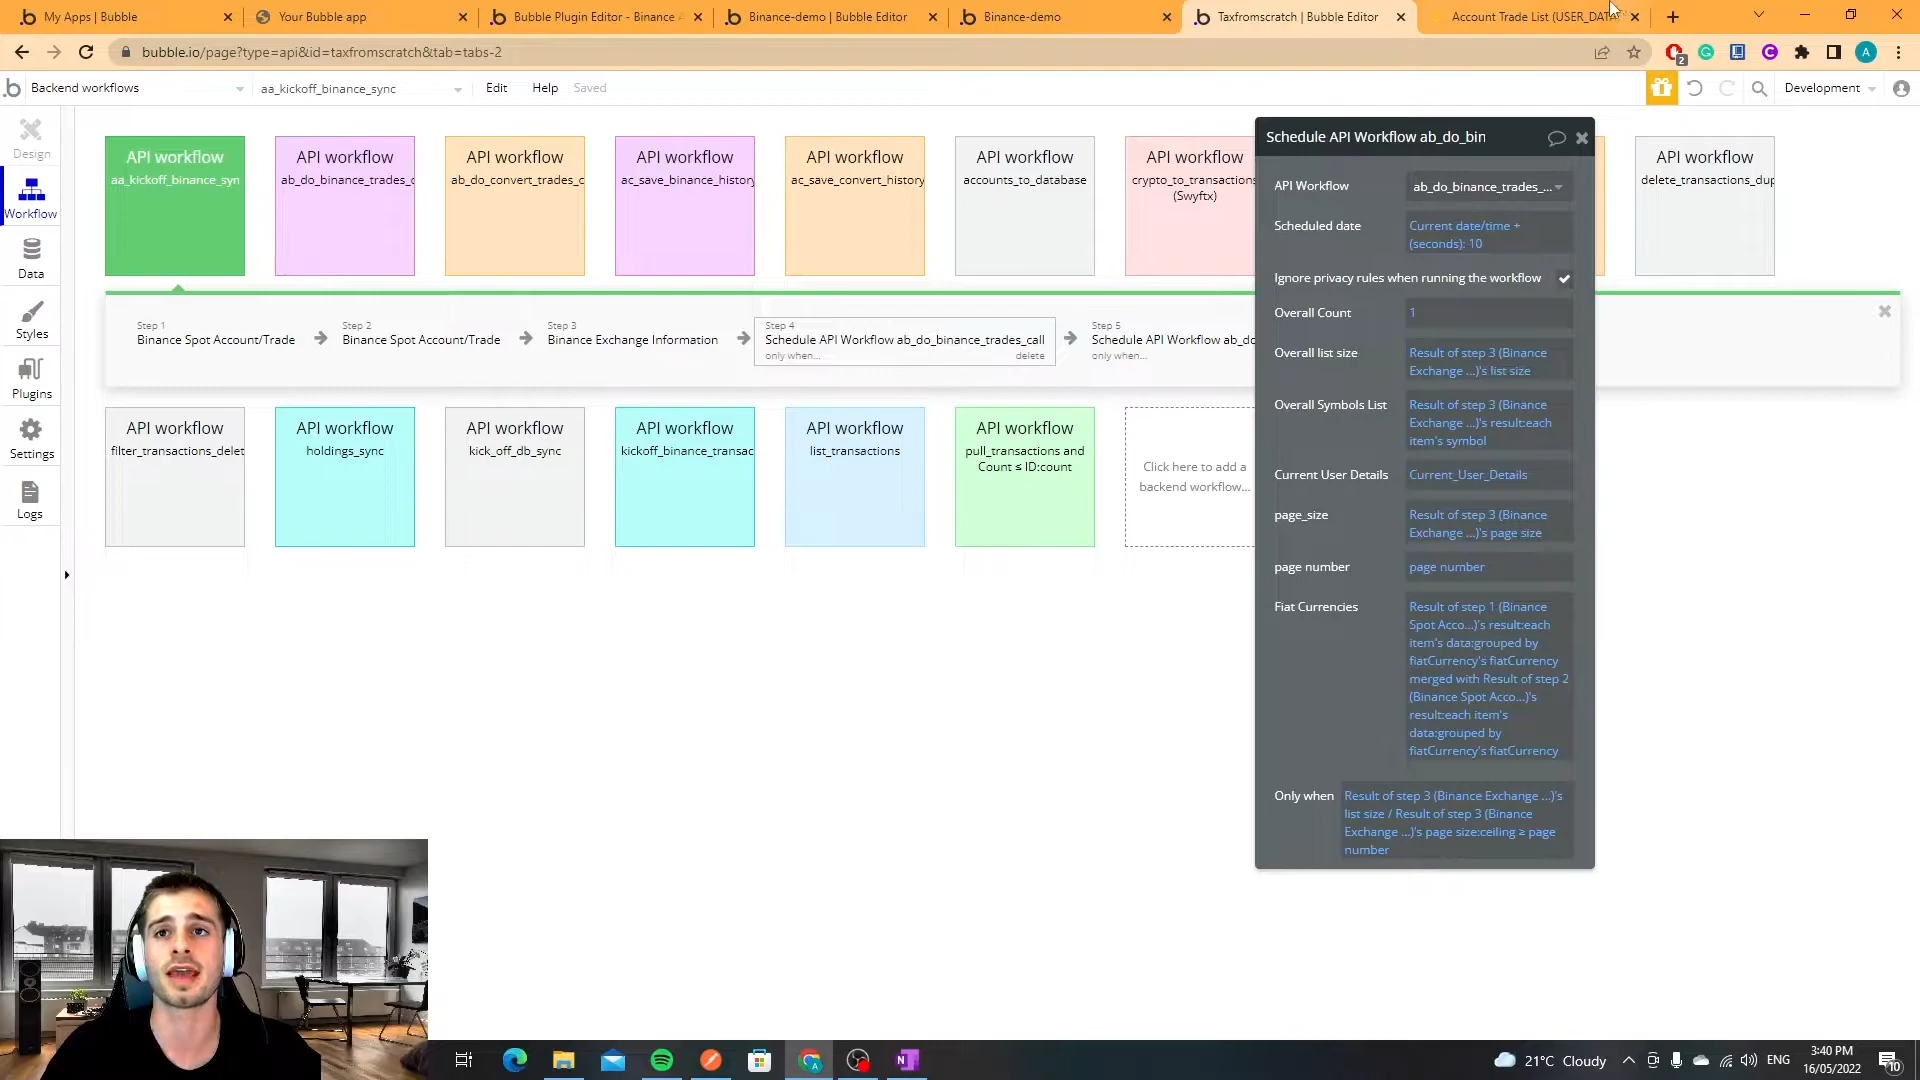 My Apps | Bubble
Your Bubble app
Bubble Plugin Editor - Binance
Binance-demo | Bubble Editor
Binance-demo
Taxfromscratch | Bubble Editor
Account Trade List (USER_DAT
bubble.io/page?type=api&id=taxfromscratch&tab=tabs-2
2
A
Backend workflows
aa_kickoff_binance_sync
Edit
Help
Saved
Development
Design
Workflow
Data
Styles
Plugins
Settings
Logs
API workflow
aa_kickoff_binance_syn
API workflow
ab_do_binance_trades_c
API workflow
ab_do_convert_trades_c
API workflow
ac_save_binance_history
API workflow
ac_save_convert_history
API workflow
accounts_to_database
API workflow
crypto_to_transactions
(Swyftx)
API workflow
delete_transactions_dup
Step 1
Binance Spot Account/Trade
Step 2
Binance Spot Account/Trade
Step 3
Binance Exchange Information
Step 4
Schedule API Workflow ab_do_binance_trades_call
only when...
delete
Step 5
Schedule API Workflow ab_do
only when...
API workflow
filter_transactions_delet
API workflow
holdings_sync
API workflow
kick_off_db_sync
API workflow
kickoff_binance_transac
API workflow
list_transactions
API workflow
pull_transactions and
Count ≤ ID:count
Click here to add a
backend workflow...
Schedule API Workflow ab_do_bin
API Workflow
ab_do_binance_trades_...
Scheduled date
Current date/time +
(seconds): 10
Ignore privacy rules when running the workflow
Overall Count
1
Overall list size
Result of step 3 (Binance
Exchange ...)'s list size
Overall Symbols List
Result of step 3 (Binance
Exchange ...)'s result:each
item's symbol
Current User Details
Current_User_Details
page_size
Result of step 3 (Binance
Exchange ...)'s page size
page number
page number
Fiat Currencies
Result of step 1 (Binance
Spot Acco...)'s result:each
item's data:grouped by
fiatCurrency's fiatCurrency
merged with Result of step 2
(Binance Spot Acco...)'s
result:each item's
data:grouped by
fiatCurrency's fiatCurrency
Only when
Result of step 3 (Binance Exchange ...)'s
list size / Result of step 3 (Binance
Exchange ...)'s page size:ceiling ≥ page
number
21°C Cloudy
ENG
3:40 PM
16/05/2022
10